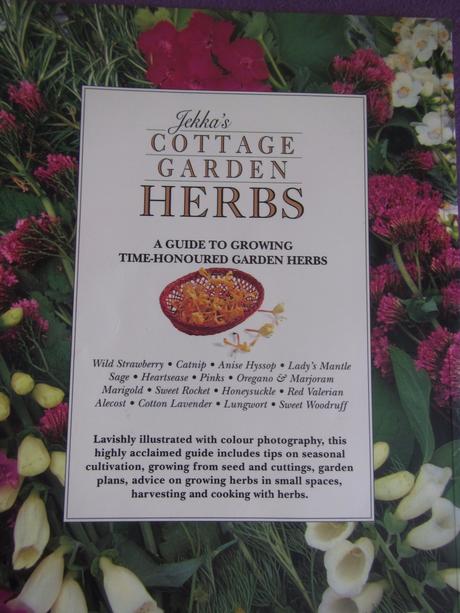 Jekka's
COTTAGE
GARDEN
HERBS
A GUIDE TO GROWING
TIME-HONOURED GARDEN HERBS
Wild Strawberry • Catnip • Anise Hyssop • Lady's Mantle
Sage • Heartsease • Pinks • Oregano & Marjoram
Marigold • Sweet Rocket • Honeysuckle • Red Valerian
Alecost • Cotton Lavender • Lungwort • Sweet Woodruff
Lavishly illustrated with colour photography, this
highly acclaimed guide includes tips on seasonal
cultivation, growing from seed and cuttings, garden
plans, advice on growing herbs in small spaces,
harvesting and cooking with herbs.